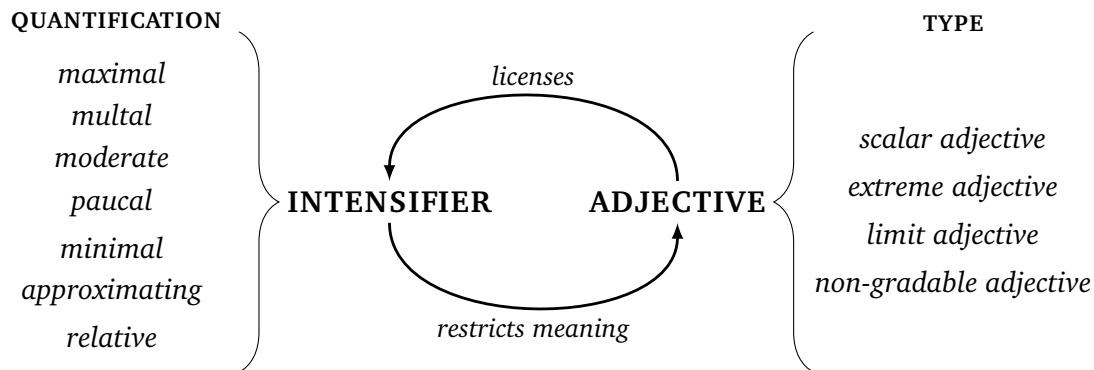 QUANTIFICATION
maximal
multal
moderate
paucal
minimal
approximating
relative
licenses
INTENSIFIER
ADJECTIVE
restricts meaning
TYPE
scalar adjective
extreme adjective
limit adjective
non-gradable adjective